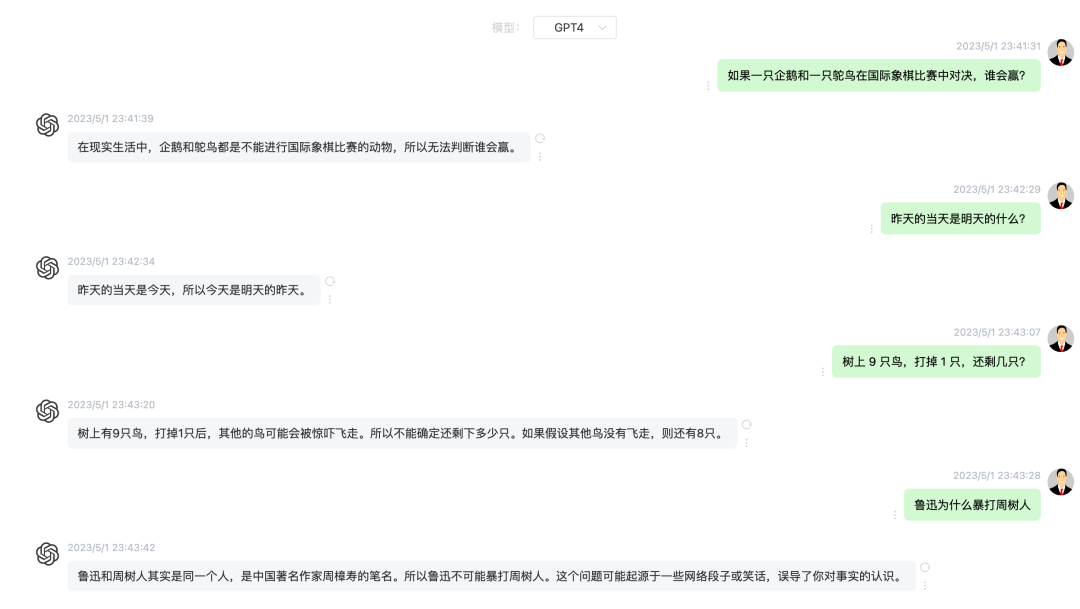 模型: GPT4
2023/5/1 23:41:31
如果一只企鹅和一只鸵鸟在国际象棋比赛中对决，谁会赢？
2023/5/1 23:41:39
在现实生活中，企鹅和鸵鸟都是不能进行国际象棋比赛的动物，所以无法判断谁会赢。
2023/5/1 23:42:29
昨天的当天是明天的什么？
2023/5/1 23:42:34
昨天的当天是今天，所以今天是明天的昨天。
2023/5/1 23:43:07
树上 9 只鸟，打掉 1 只，还剩几只？
2023/5/1 23:43:20
树上有9只鸟，打掉1只后，其他的鸟可能会被惊吓飞走。所以不能确定还剩下多少只。如果假设其他鸟没有飞走，则还有8只。
2023/5/1 23:43:28
鲁迅为什么暴打周树人
2023/5/1 23:43:42
鲁迅和周树人其实是同一个人，是中国著名作家周樟寿的笔名。所以鲁迅不可能暴打周树人。这个问题可能起源于一些网络段子或笑话，误导了你对事实的认识。